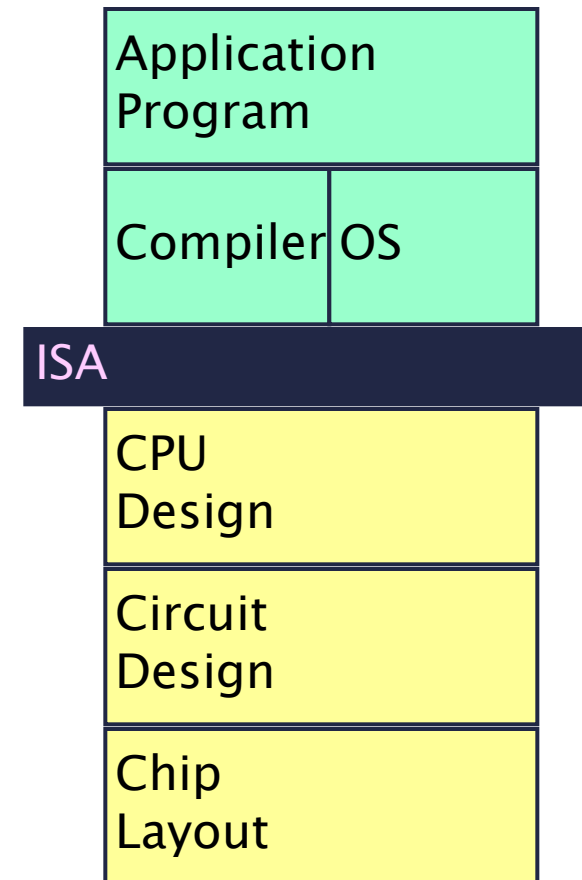 Application
Program
Compiler OS
ISA
CPU
Design
Circuit
Design
Chip
Layout